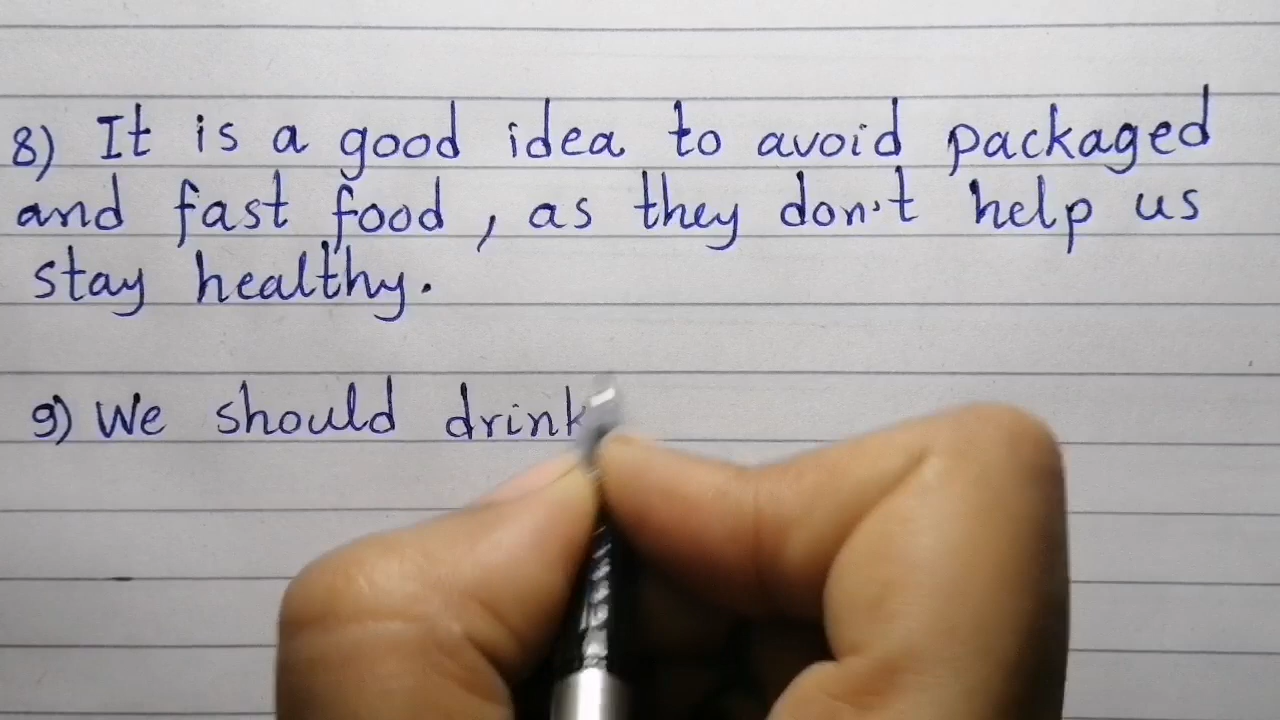 8) It is a good idea to avoid packaged
and fast food, as they don't help us
stay healthy.
9) We should drink